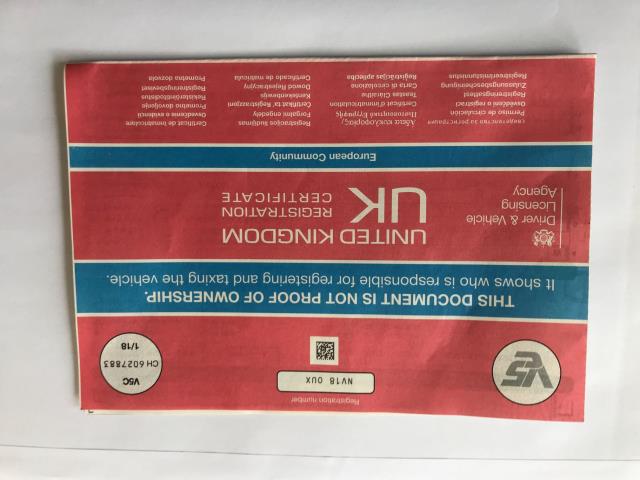 Registration number
NV18 0UX
V5
V5C
CH 6027883
1/18
THIS DOCUMENT IS NOT PROOF OF OWNERSHIP.
It shows who is responsible for registering and taxing the vehicle.
Driver & Vehicle
Licensing
Agency
UNITED KINGDOM
UK REGISTRATION
CERTIFICATE
European Community
за регистрация
Permiso de circulación
Osvědčení o registraci
Registreringsattest
Zulassungsbescheinigung
Registreerimistunnistus
Άδεια κυκλοφορίας/
Πιστοποιητικό Εγγραφής
Certificat d'immatriculation
Teastas Cláraithe
Carta di circolazione
Reģistrācijas apliecība
Registracijos liudijimas
Forgalmi engedély
Ċertifikat ta' Reġistrazzjoni
Kentekenbewijs
Dowód Rejestracyjny
Certificado de matrícula
Certificat de înmatriculare
Osvedčenie o evidencii
Prometno dovoljenje
Rekisteröintitodistus
Registreringsbeviset
Prometna dozvola